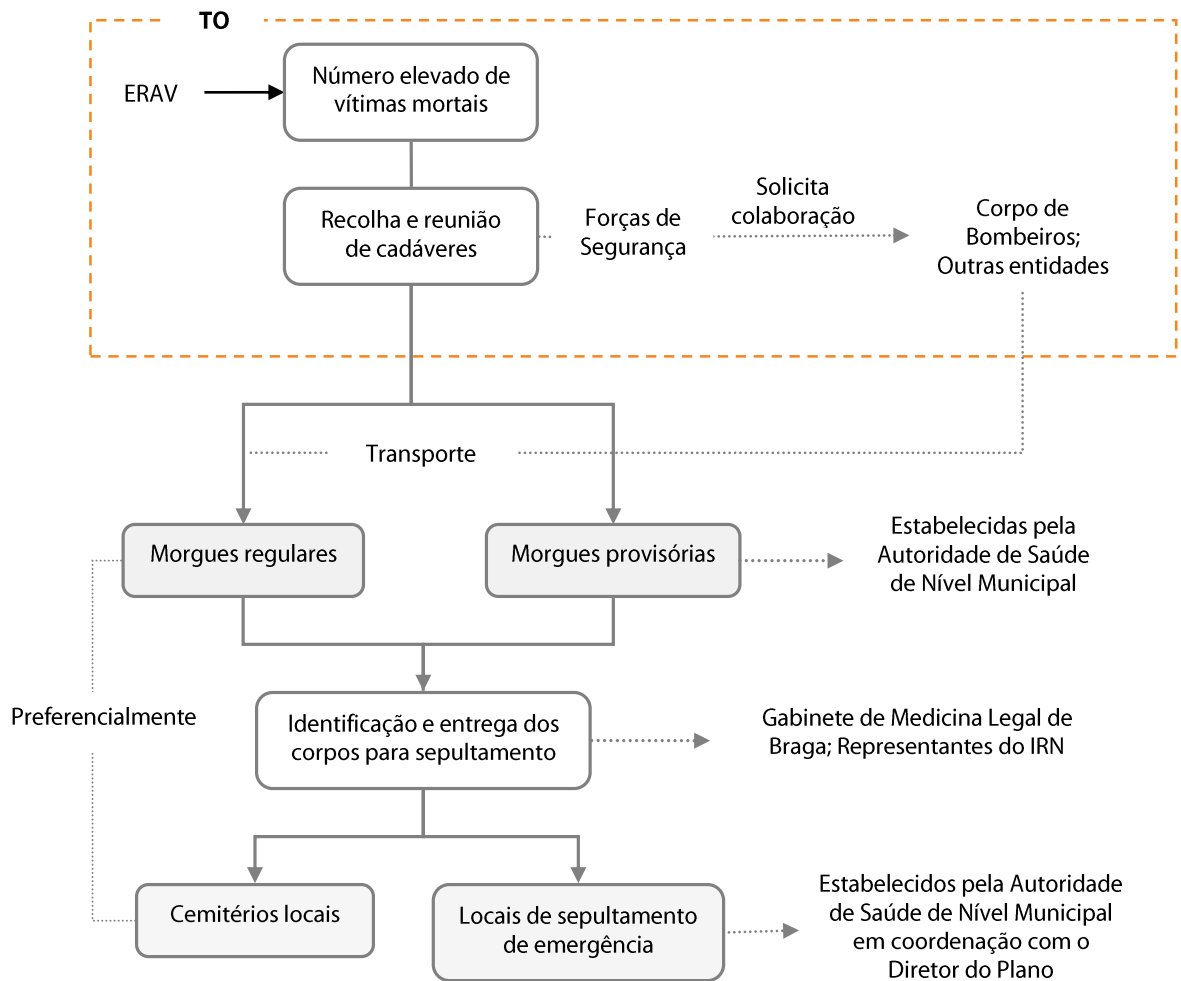 TO
ERAV
Número elevado de
vítimas mortais
Recolha e reunião
de cadáveres
Forças de
Segurança
Solicita
colaboração
Corpo de
Bombeiros;
Outras entidades
Transporte
Morgues regulares
Morgues provisórias
Estabelecidas pela
Autoridade de Saúde
de Nível Municipal
Preferencialmente
Identificação e entrega dos
corpos para sepultamento
Gabinete de Medicina Legal de
Braga; Representantes do IRN
Cemitérios locais
Locais de sepultamento
de emergência
Estabelecidos pela Autoridade
de Saúde de Nível Municipal
em coordenação com o
Diretor do Plano